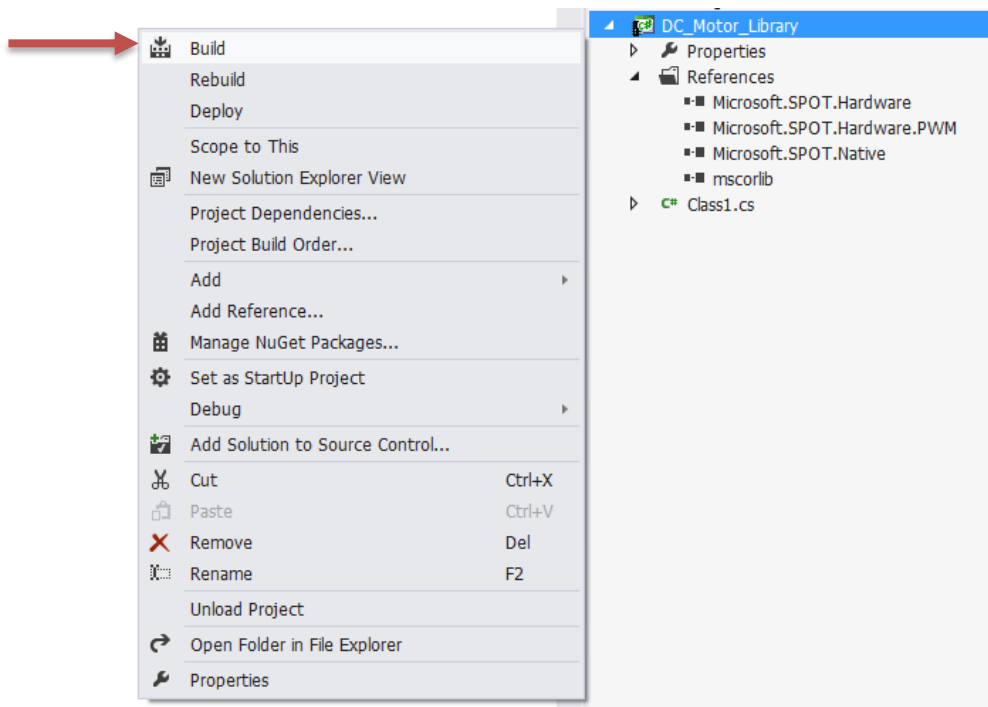 Build
Rebuild
Deploy
Scope to This
New Solution Explorer View
Project Dependencies...
Project Build Order...
Add
Add Reference...
Manage NuGet Packages...
Set as StartUp Project
Debug
Add Solution to Source Control...
Cut Ctrl+X
Paste Ctrl+V
Remove Del
Rename F2
Unload Project
Open Folder in File Explorer
Properties
C# DC_Motor_Library
Properties
References
Microsoft.SPOT.Hardware
Microsoft.SPOT.Hardware.PWM
Microsoft.SPOT.Native
mscorlib
C# Class1.cs